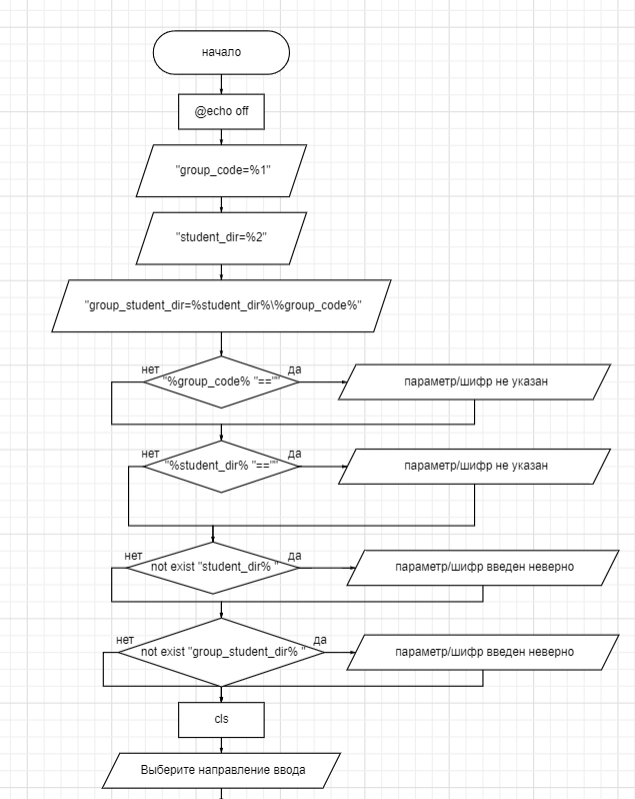 начало
@echo off
"group_code=%1"
"student_dir=%2"
"group_student_dir=%student_dir%\%group_code%"
нет
"%group_code% "==""
да
параметр/шифр не указан
нет
"%student_dir% "==""
да
параметр/шифр не указан
нет
not exist "student_dir% "
да
параметр/шифр введен неверно
нет
not exist "group_student_dir% "
да
параметр/шифр введен неверно
cls
Выберите направление ввода